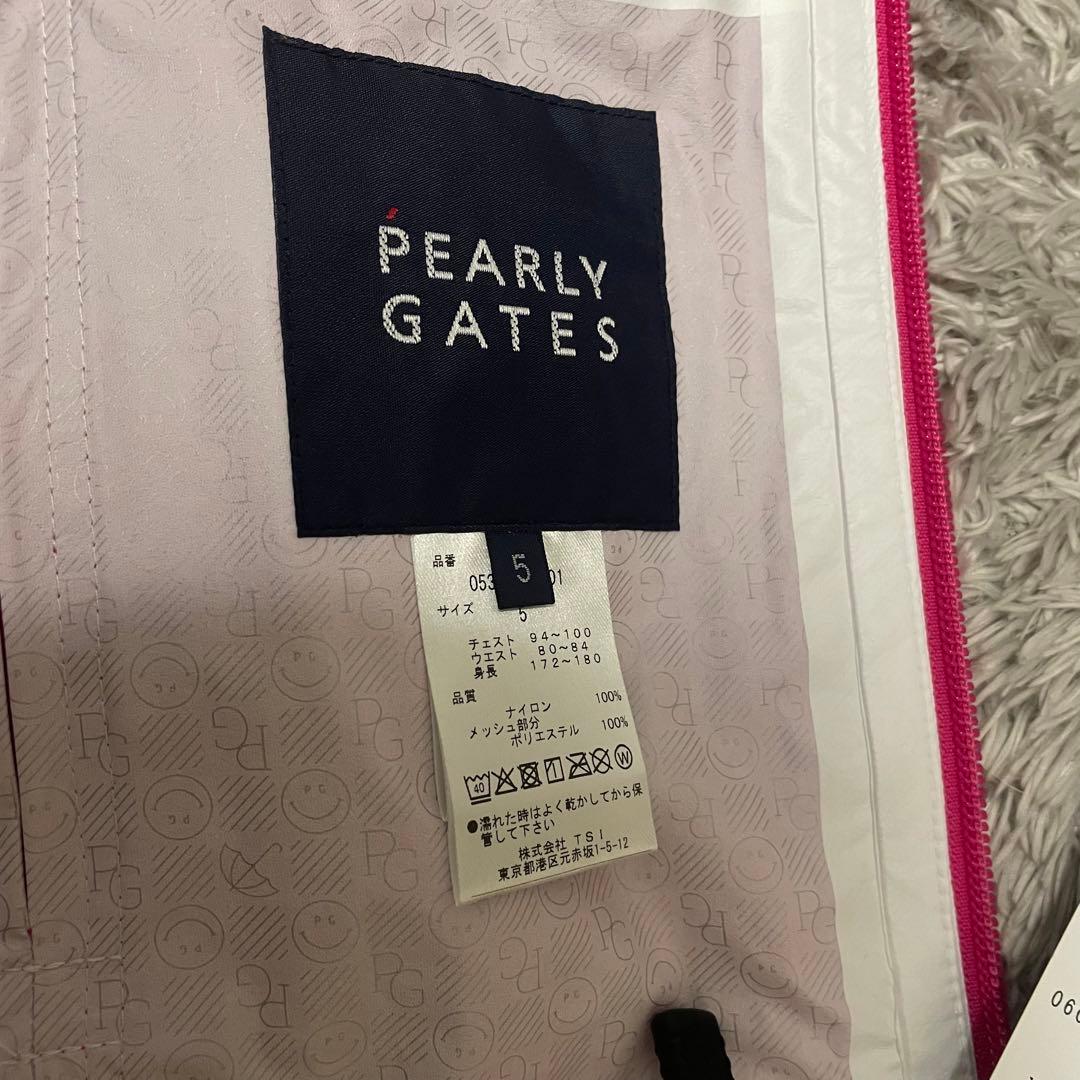 PEARLY
GATES
5
品番
053 01
サイズ
5
チェスト 94~100
ウエスト 80~84
身長 172~180
品質
ナイロン 100%
メッシュ部分
ポリエステル 100%
40
W
●濡れた時はよく乾かしてから保
管して下さい
株式会社 TSI
東京都港区元赤坂1-5-12
PG